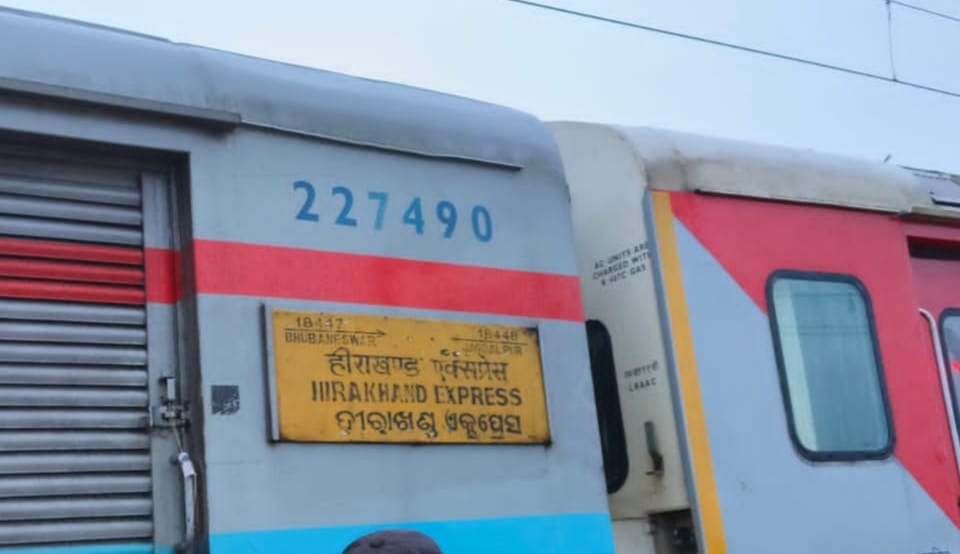 227490
18447
BHUBANESWAR
18448
JAGDALPUR
हीराखण्ड एक्सप्रेस
HIRAKHAND EXPRESS
ହୀରାଖଣ୍ଡ ଏକ୍ସପ୍ରେସ
AC UNITS ARE
CHARGED WITH
R-407C GAS
LRAAC